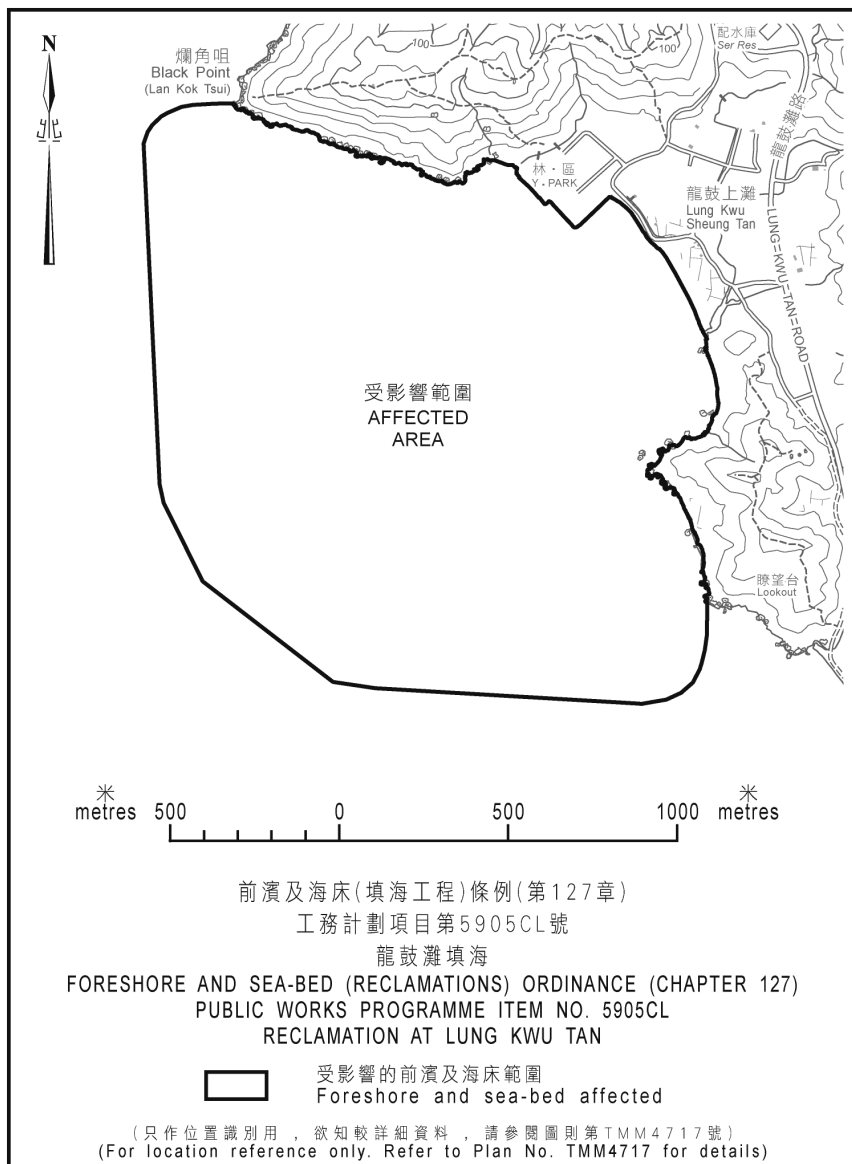 N
北
爛角咀
Black Point
(Lan Kok Tsui)
100
100
配水庫
Ser Res
龍鼓灘路
LUNG KWU TAN ROAD
林·區
Y·PARK
龍鼓上灘
Lung Kwu
Sheung Tan
受影響範圍
AFFECTED
AREA
瞭望台
Lookout
米
metres 500 0 500 1000 米
metres
前濱及海床(填海工程)條例(第127章)
工務計劃項目第5905CL號
龍鼓灘填海
FORESHORE AND SEA-BED (RECLAMATIONS) ORDINANCE (CHAPTER 127)
PUBLIC WORKS PROGRAMME ITEM NO. 5905CL
RECLAMATION AT LUNG KWU TAN
受影響的前濱及海床範圍
Foreshore and sea-bed affected
(只作位置識別用 , 欲知較詳細資料 , 請參閱圖則第TMM4717號)
(For location reference only. Refer to Plan No. TMM4717 for details)